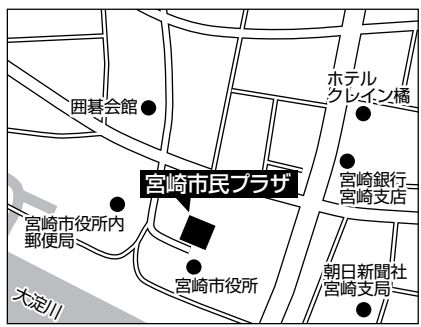 ホテル
クレイン橘
囲碁会館
宮崎市民プラザ
宮崎銀行
宮崎支店
宮崎市役所内
郵便局
宮崎市役所
朝日新聞社
宮崎支局
大淀川